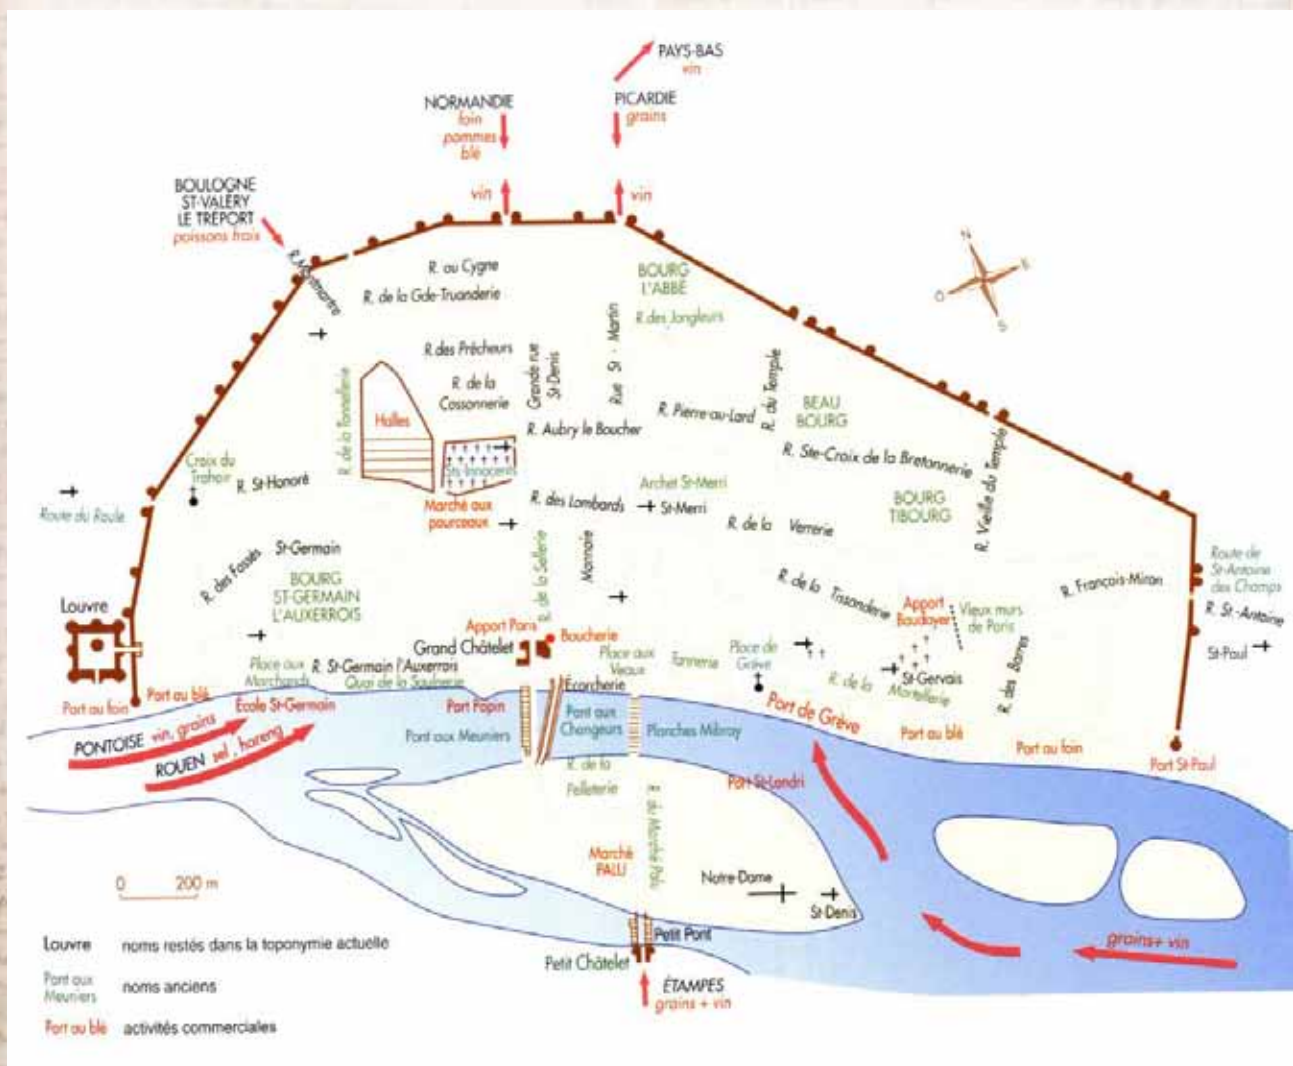 PAYS-BAS
vin
NORMANDIE
foin
pommes
blé
PICARDIE
grains
vin
vin
BOULOGNE
ST-VALÉRY
LE TRÉPORT
poissons frais
R. Montmartre
N
E
O
S
R. au Cygne
R. de la Gde-Truanderie
BOURG
L'ABBÉ
R. des Jongleurs
R. des Prêcheurs
R. de la
Cossonnerie
Grande rue
St-Denis
Rue St - Martin
R. de la Tonnellerie
Halles
R. Aubry le Boucher
R. Pierre-au-Lard
R. du Temple
BEAU
BOURG
R. Ste-Croix de la Bretonnerie
R. Vieille du Temple
Croix du
Trahoir
R. St-Honoré
Sts-Innocents
Marché aux
pourceaux
R. des Lombards
Archet St-Merri
St-Merri
BOURG
TIBOURG
R. de la Verrerie
Route du Roule
R. des Fossés St-Germain
BOURG
ST-GERMAIN
L'AUXERROIS
de la Sellerie
Monnaie
R. de la Tissanderie
Apport
Baudoyer
Vieux murs
de Paris
R. François-Miron
Route de
St-Antoine
des Champs
R. St-Antoine
St-Paul
Louvre
Apport Paris
Boucherie
Grand Châtelet
Place aux
Marchands
R. St-Germain l'Auxerrois
Quai de la Saulnerie
Place aux
Veaux
Tannerie
Place de
Grève
R. de la Mortellerie
St-Gervais
R. des Barres
Écorcherie
Port au foin
Port au blé
École St-Germain
Port Popin
Pont aux Meuniers
Pont aux
Changeurs
Planches Mibray
Port de Grève
Port au blé
Port au foin
Port St-Paul
PONTOISE vin, grains
ROUEN sel, hareng
R. de la
Pelleterie
R. du Marché Palu
Port St-Landri
Marché
PALU
Notre-Dame
St-Denis
Petit Pont
Petit Châtelet
ÉTAMPES
grains + vin
grains+ vin
0 200 m
Louvre noms restés dans la toponymie actuelle
Pont aux
Meuniers noms anciens
Port au blé activités commerciales